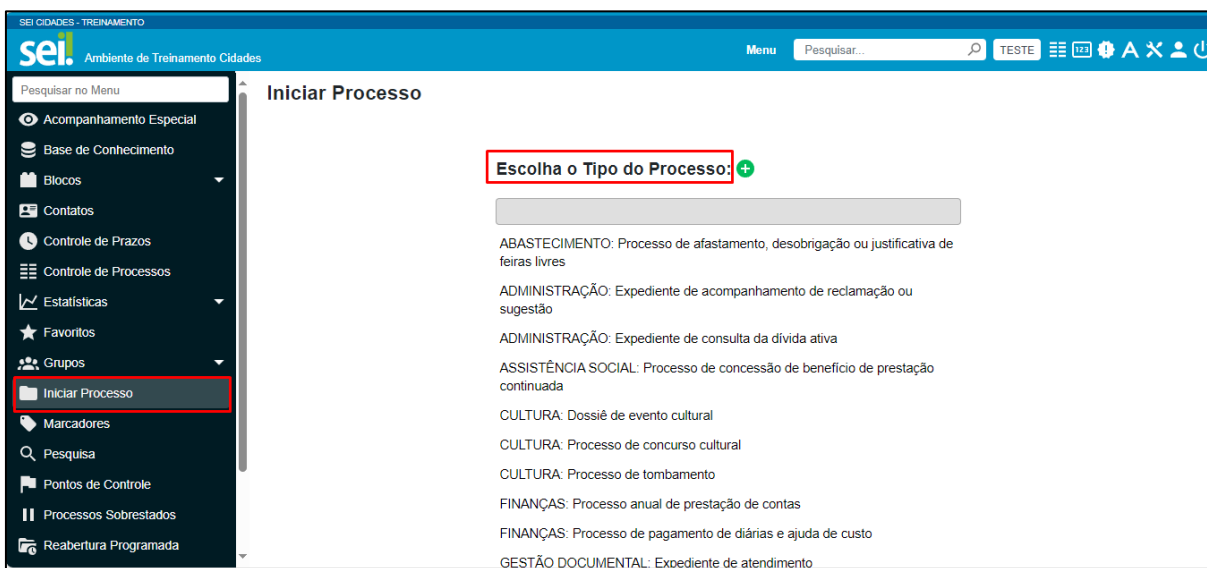 SEI CIDADES - TREINAMENTO
sei! Ambiente de Treinamento Cidades
Menu
Pesquisar...
TESTE
123
A
Pesquisar no Menu
Acompanhamento Especial
Base de Conhecimento
Blocos
Contatos
Controle de Prazos
Controle de Processos
Estatísticas
Favoritos
Grupos
Iniciar Processo
Marcadores
Pesquisa
Pontos de Controle
Processos Sobrestados
Reabertura Programada
Iniciar Processo
Escolha o Tipo do Processo:
ABASTECIMENTO: Processo de afastamento, desobrigação ou justificativa de
feiras livres
ADMINISTRAÇÃO: Expediente de acompanhamento de reclamação ou
sugestão
ADMINISTRAÇÃO: Expediente de consulta da dívida ativa
ASSISTÊNCIA SOCIAL: Processo de concessão de benefício de prestação
continuada
CULTURA: Dossiê de evento cultural
CULTURA: Processo de concurso cultural
CULTURA: Processo de tombamento
FINANÇAS: Processo anual de prestação de contas
FINANÇAS: Processo de pagamento de diárias e ajuda de custo
GESTÃO DOCUMENTAL: Expediente de atendimento